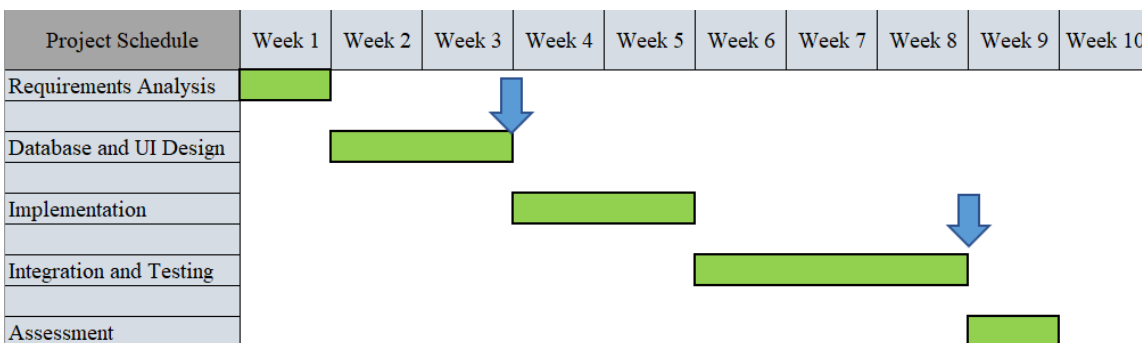 Project Schedule Week 1 Week 2 Week 3 Week 4 Week 5 Week 6 Week 7 Week 8 Week 9 Week 10
Requirements Analysis
Database and UI Design
Implementation
Integration and Testing
Assessment